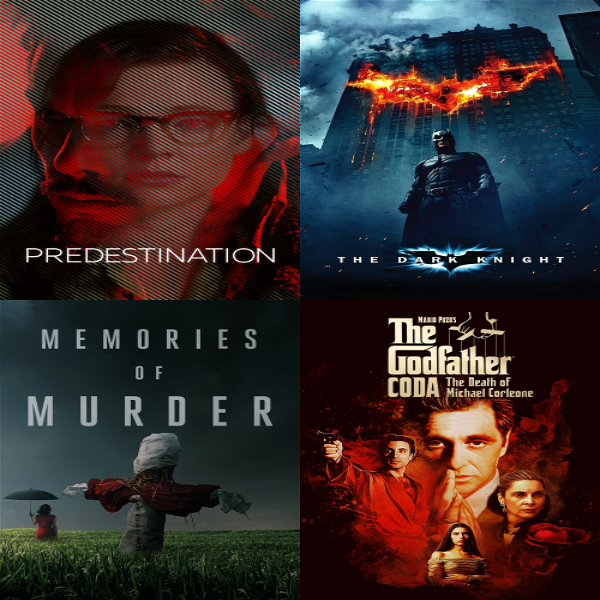 PREDESTINATION
THE DARK KNIGHT
MEMORIES
OF
MURDER
MARIO PUZO'S
The
Godfather
CODA The Death of
Michael Corleone